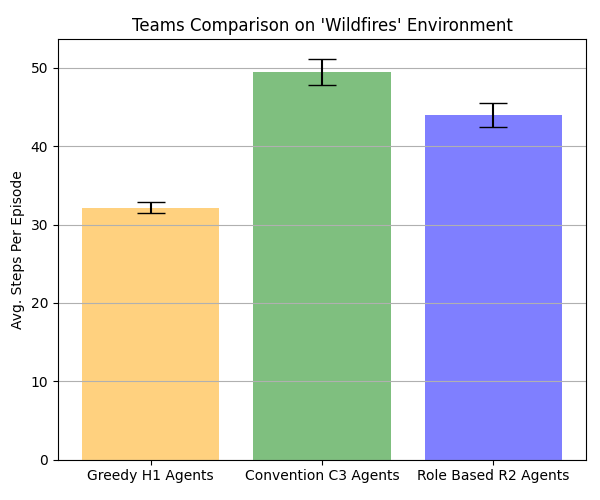 Teams Comparison on 'Wildfires' Environment
Avg. Steps Per Episode
50
40
30
20
10
0
Greedy H1 Agents
Convention C3 Agents
Role Based R2 Agents